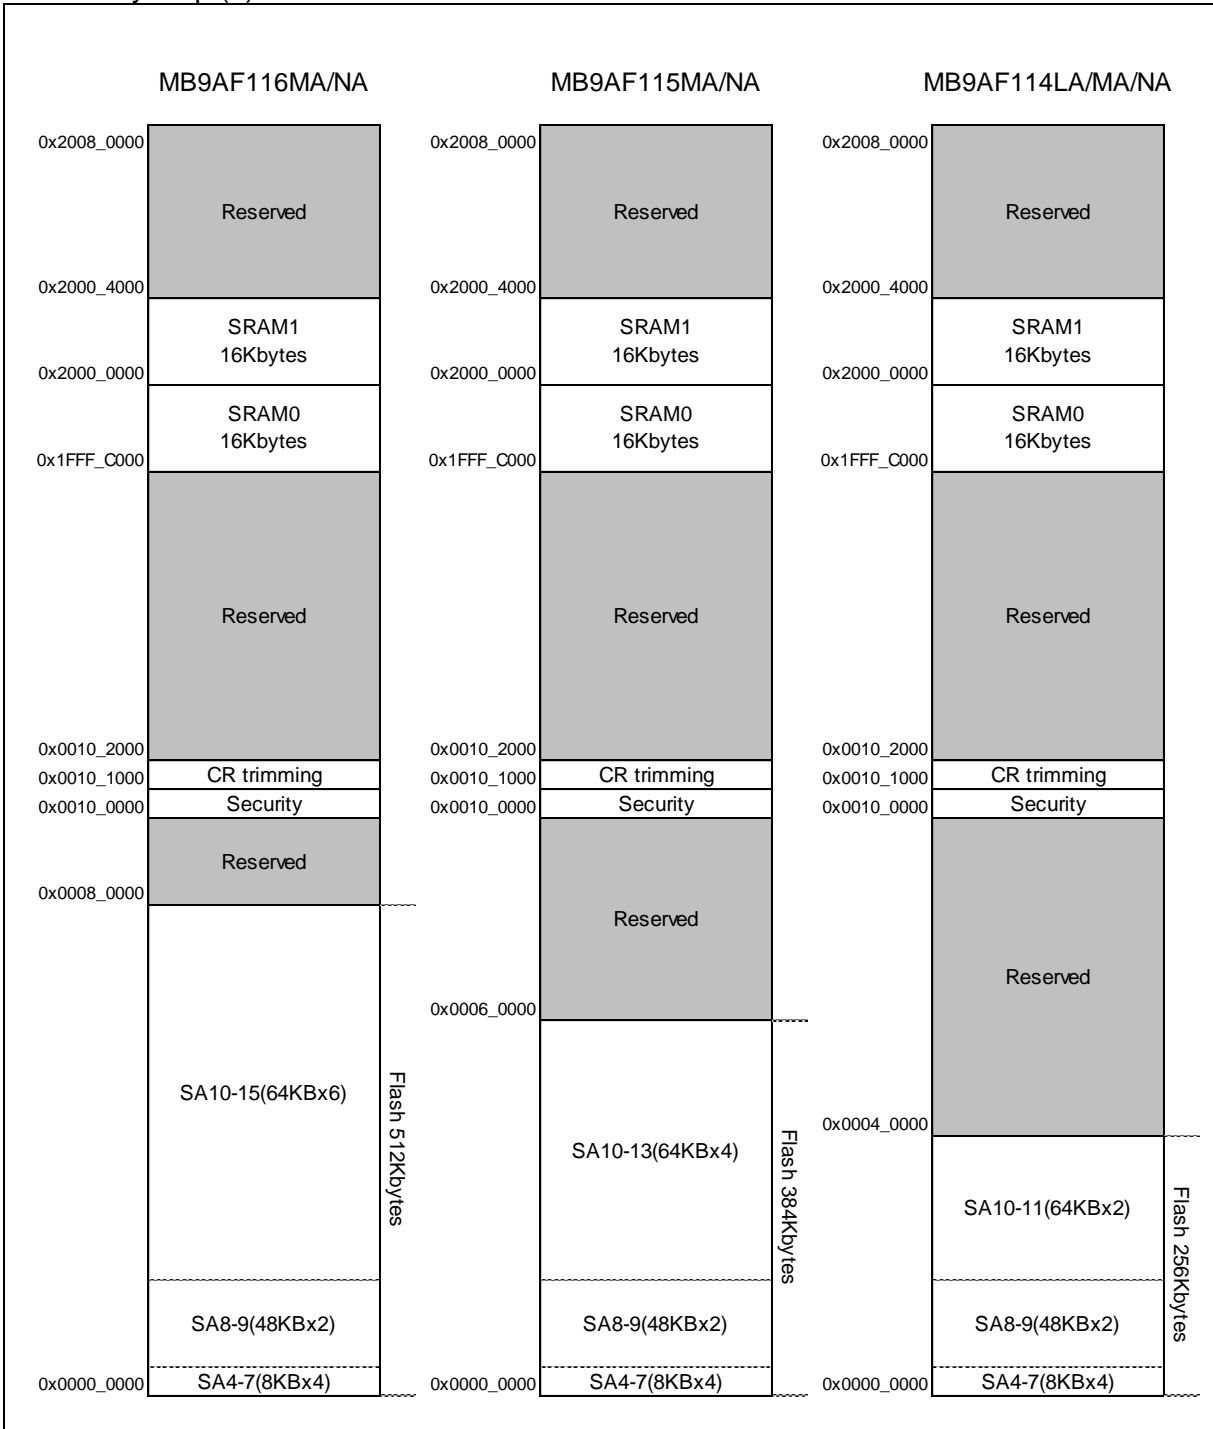 MB9AF116MA/NA
0x2008_0000
Reserved
0x2000_4000
SRAM1
16Kbytes
0x2000_0000
SRAM0
16Kbytes
0x1FFF_C000
Reserved
0x0010_2000
CR trimming
0x0010_1000
Security
0x0010_0000
Reserved
0x0008_0000
SA10-15(64KBx6)
Flash 512Kbytes
SA8-9(48KBx2)
SA4-7(8KBx4)
0x0000_0000
MB9AF115MA/NA
0x2008_0000
Reserved
0x2000_4000
SRAM1
16Kbytes
0x2000_0000
SRAM0
16Kbytes
0x1FFF_C000
Reserved
0x0010_2000
CR trimming
0x0010_1000
Security
0x0010_0000
Reserved
0x0006_0000
SA10-13(64KBx4)
Flash 384Kbytes
SA8-9(48KBx2)
SA4-7(8KBx4)
0x0000_0000
MB9AF114LA/MA/NA
0x2008_0000
Reserved
0x2000_4000
SRAM1
16Kbytes
0x2000_0000
SRAM0
16Kbytes
0x1FFF_C000
Reserved
0x0010_2000
CR trimming
0x0010_1000
Security
0x0010_0000
Reserved
0x0004_0000
SA10-11(64KBx2)
Flash 256Kbytes
SA8-9(48KBx2)
SA4-7(8KBx4)
0x0000_0000